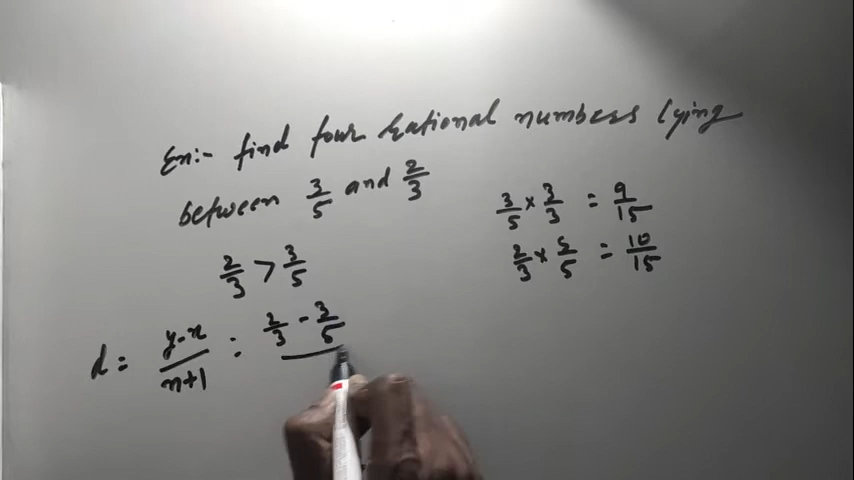 Ex:- find four rational numbers lying
between 3/5 and 2/3
3/5 × 3/3 = 9/15
2/3 × 5/5 = 10/15
2/3 > 3/5
d = y-x/n+1 = 2/3 - 3/5